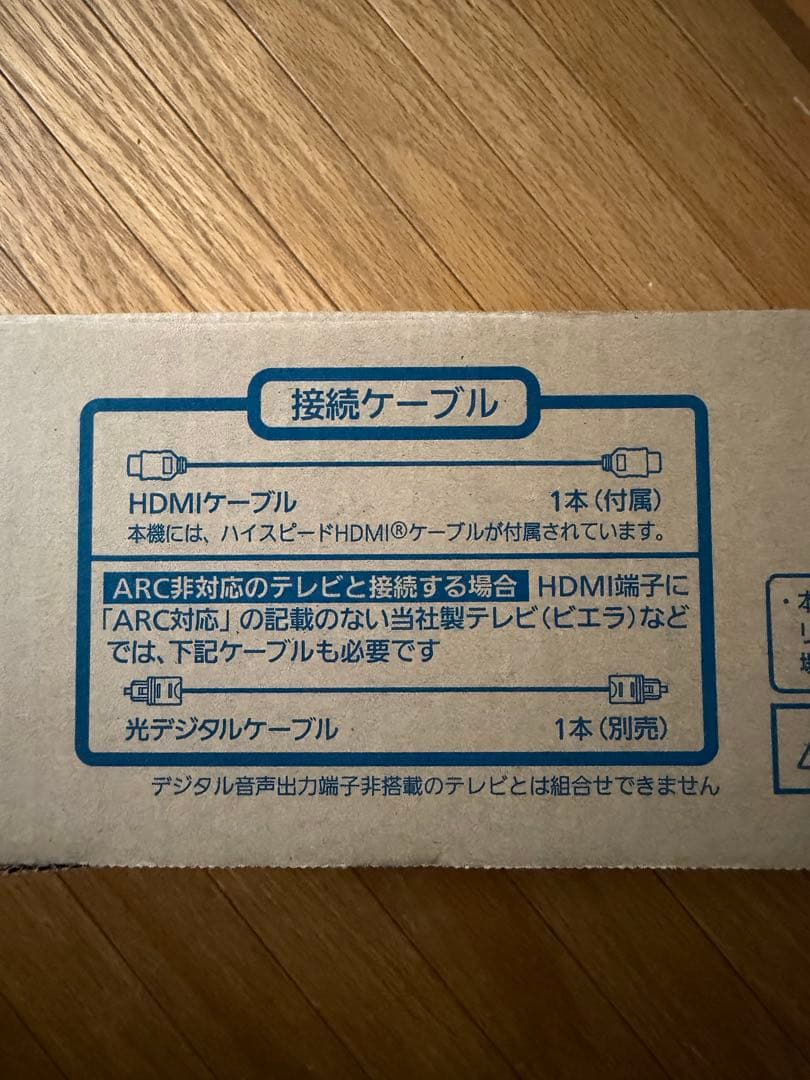 接続ケーブル
HDMIケーブル 1本（付属）
本機には、ハイスピードHDMI®ケーブルが付属されています。
ARC非対応のテレビと接続する場合 HDMI端子に
「ARC対応」の記載のない当社製テレビ（ビエラ）など
では、下記ケーブルも必要です
光デジタルケーブル 1本（別売）
デジタル音声出力端子非搭載のテレビとは組合せできません
・本